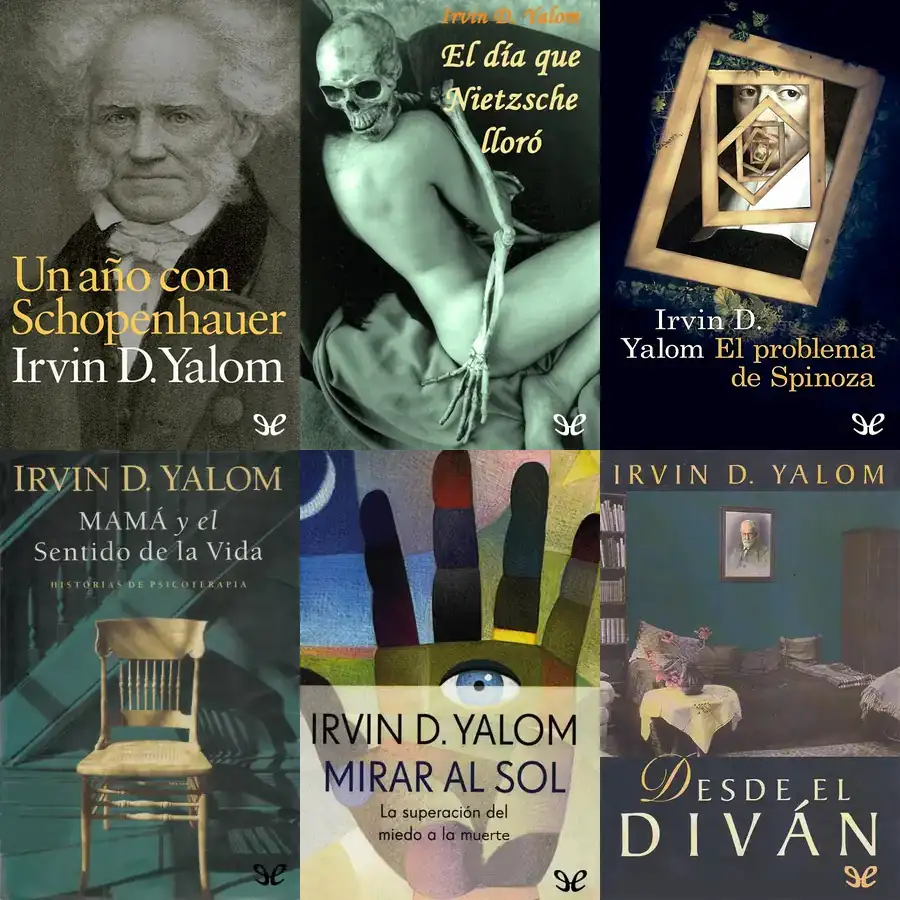 Un año con
Schopenhauer
Irvin D. Yalom
Irvin D. Yalom
El día que
Nietzsche
lloró
Irvin D.
Yalom El problema
de Spinoza
IRVIN D. YALOM
MAMÁ y el
Sentido de la Vida
HISTORIAS DE PSICOTERAPIA
IRVIN D. YALOM
MIRAR AL SOL
La superación del
miedo a la muerte
IRVIN D. YALOM
DESDE EL
DIVÁN